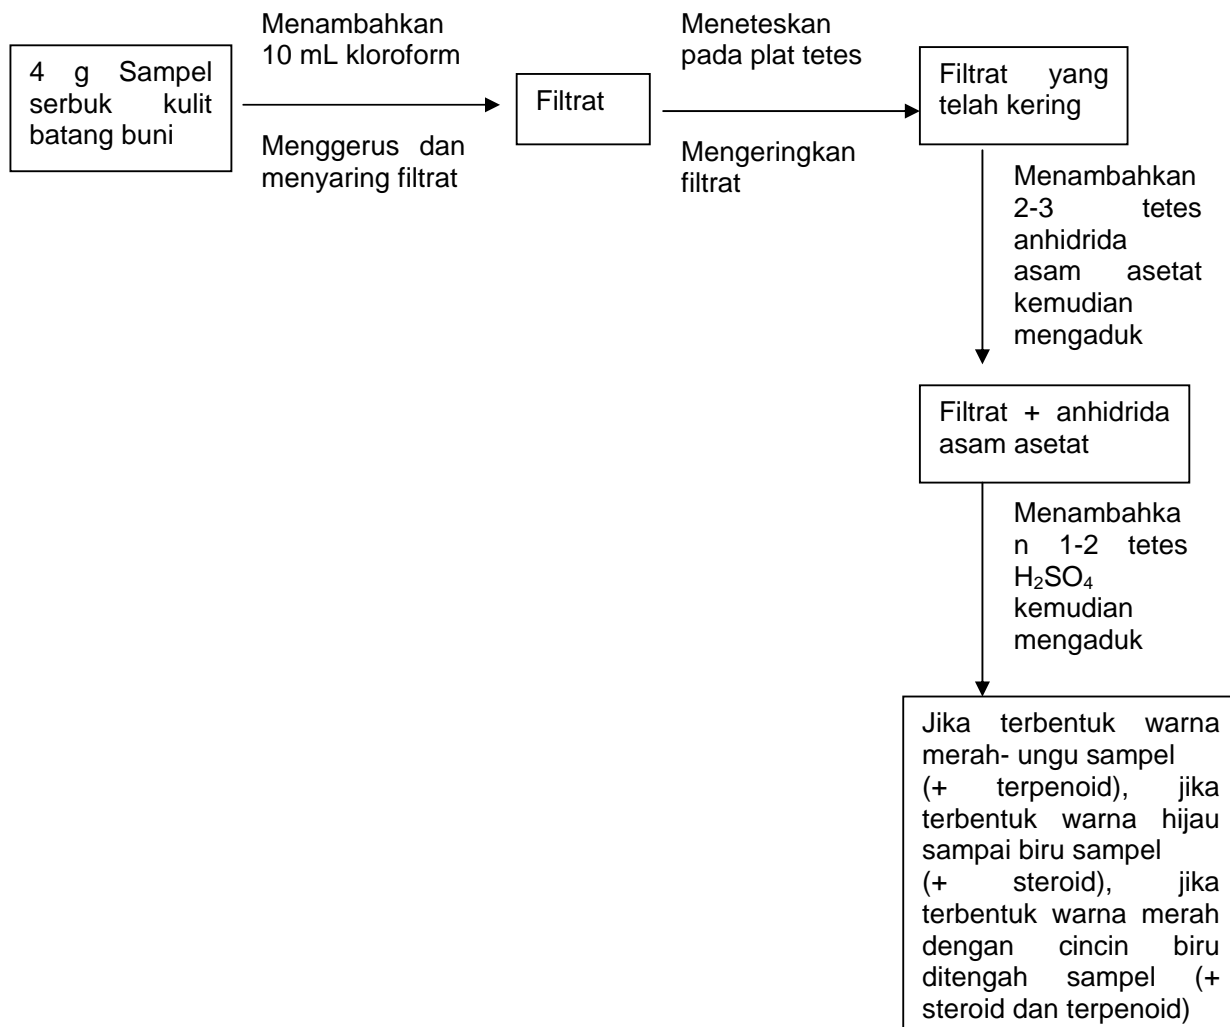 4 g Sampel
serbuk kulit
batang buni
Menambahkan
10 mL kloroform
Menggerus dan
menyaring filtrat
Filtrat
Meneteskan
pada plat tetes
Mengeringkan
filtrat
Filtrat yang
telah kering
Menambahkan
2-3 tetes
anhidrida
asam asetat
kemudian
mengaduk
Filtrat + anhidrida
asam asetat
Menambahka
n 1-2 tetes
H₂SO₄
kemudian
mengaduk
Jika terbentuk warna
merah- ungu sampel
(+ terpenoid), jika
terbentuk warna hijau
sampai biru sampel
(+ steroid), jika
terbentuk warna merah
dengan cincin biru
ditengah sampel (+
steroid dan terpenoid)